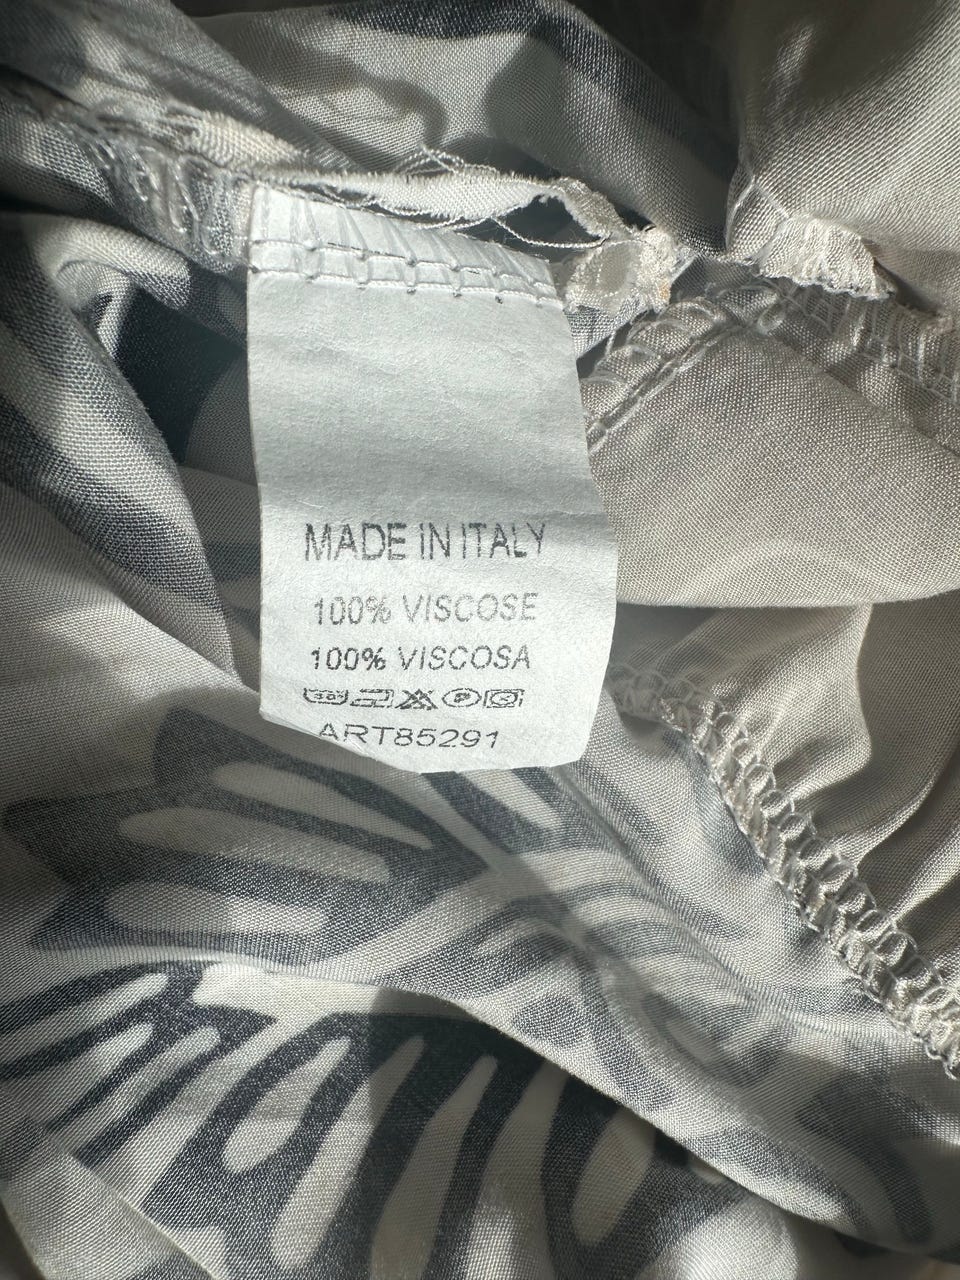 MADE IN ITALY
100% VISCOSE
100% VISCOSA
ART85291